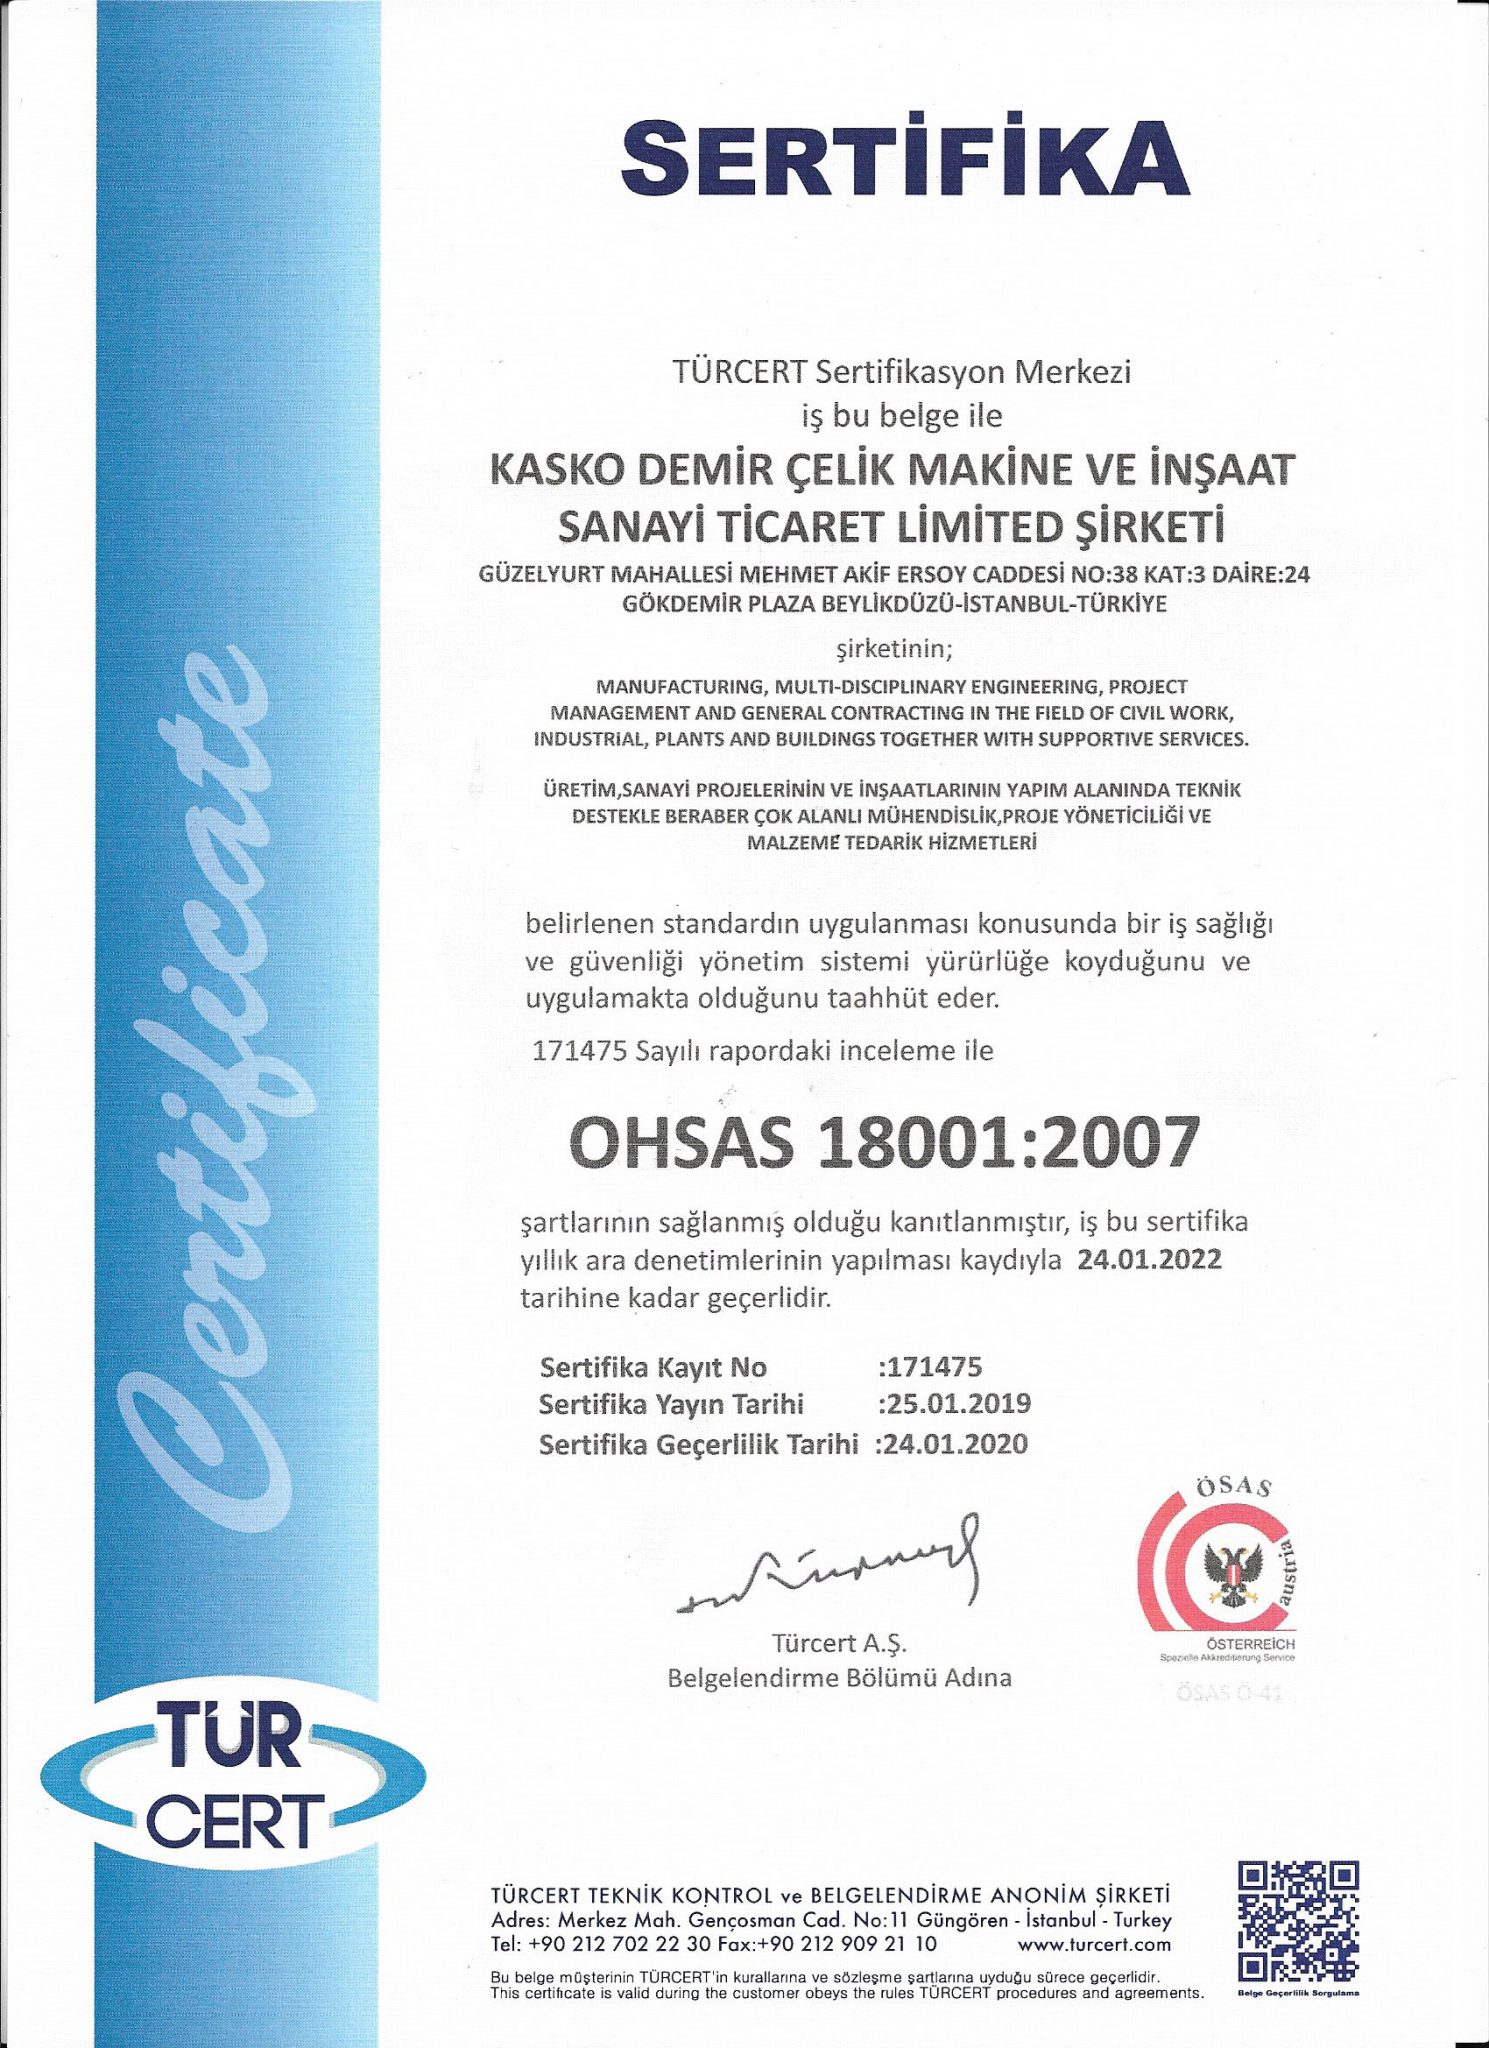 SERTİFİKA
TÜRCERT Sertifikasyon Merkezi
iş bu belge ile
KASKO DEMİR ÇELİK MAKİNE VE İNŞAAT
SANAYİ TİCARET LİMİTED ŞİRKETİ
GÜZELYURT MAHALLESİ MEHMET AKİF ERSOY CADDESİ NO:38 KAT:3 DAİRE:24
GÖKDEMİR PLAZA BEYLİKDÜZÜ-İSTANBUL-TÜRKİYE
şirketinin;
MANUFACTURING, MULTI-DISCIPLINARY ENGINEERING, PROJECT
MANAGEMENT AND GENERAL CONTRACTING IN THE FIELD OF CIVIL WORK,
INDUSTRIAL, PLANTS AND BUILDINGS TOGETHER WITH SUPPORTIVE SERVICES.
ÜRETİM,SANAYİ PROJELERİNİN VE İNŞAATLARININ YAPIM ALANINDA TEKNİK
DESTEKLE BERABER ÇOK ALANLI MÜHENDİSLİK,PROJE YÖNETİCİLİĞİ VE
MALZEME TEDARİK HİZMETLERİ
belirlenen standardın uygulanması konusunda bir iş sağlığı
ve güvenliği yönetim sistemi yürürlüğe koyduğunu ve
uygulamakta olduğunu taahhüt eder.
171475 Sayılı rapordaki inceleme ile
OHSAS 18001:2007
şartlarının sağlanmış olduğu kanıtlanmıştır, iş bu sertifika
yıllık ara denetimlerinin yapılması kaydıyla 24.01.2022
tarihine kadar geçerlidir.
Sertifika Kayıt No :171475
Sertifika Yayın Tarihi :25.01.2019
Sertifika Geçerlilik Tarihi :24.01.2020
Türcert A.Ş.
Belgelendirme Bölümü Adına
ÖSAS
austria
ÖSTERREİCH
Spezielle Akkreditierung Service
ÖSAS Ö-41
Certificate
TÜR
CERT
TÜRCERT TEKNİK KONTROL ve BELGELENDİRME ANONİM ŞİRKETİ
Adres: Merkez Mah. Gençosman Cad. No:11 Güngören - İstanbul - Turkey
Tel: +90 212 702 22 30 Fax:+90 212 909 21 10 www.turcert.com
Bu belge müşterinin TÜRCERT'in kurallarına ve sözleşme şartlarına uyduğu sürece geçerlidir.
This certificate is valid during the customer obeys the rules TÜRCERT procedures and agreements.
Belge Geçerlilik Sorgulama